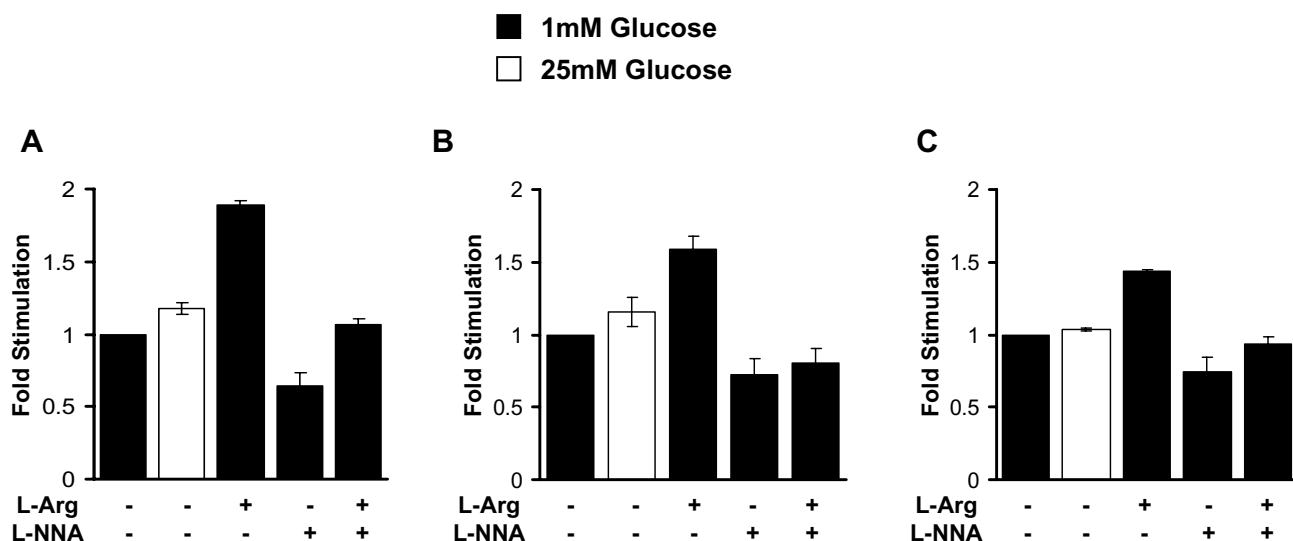 1mM Glucose
25mM Glucose
A
Fold Stimulation
2
1.5
1
0.5
0
L-Arg - - + - +
L-NNA - - - + +
B
Fold Stimulation
2
1.5
1
0.5
0
L-Arg - - + - +
L-NNA - - - + +
C
Fold Stimulation
2
1.5
1
0.5
0
L-Arg - - + - +
L-NNA - - - + +